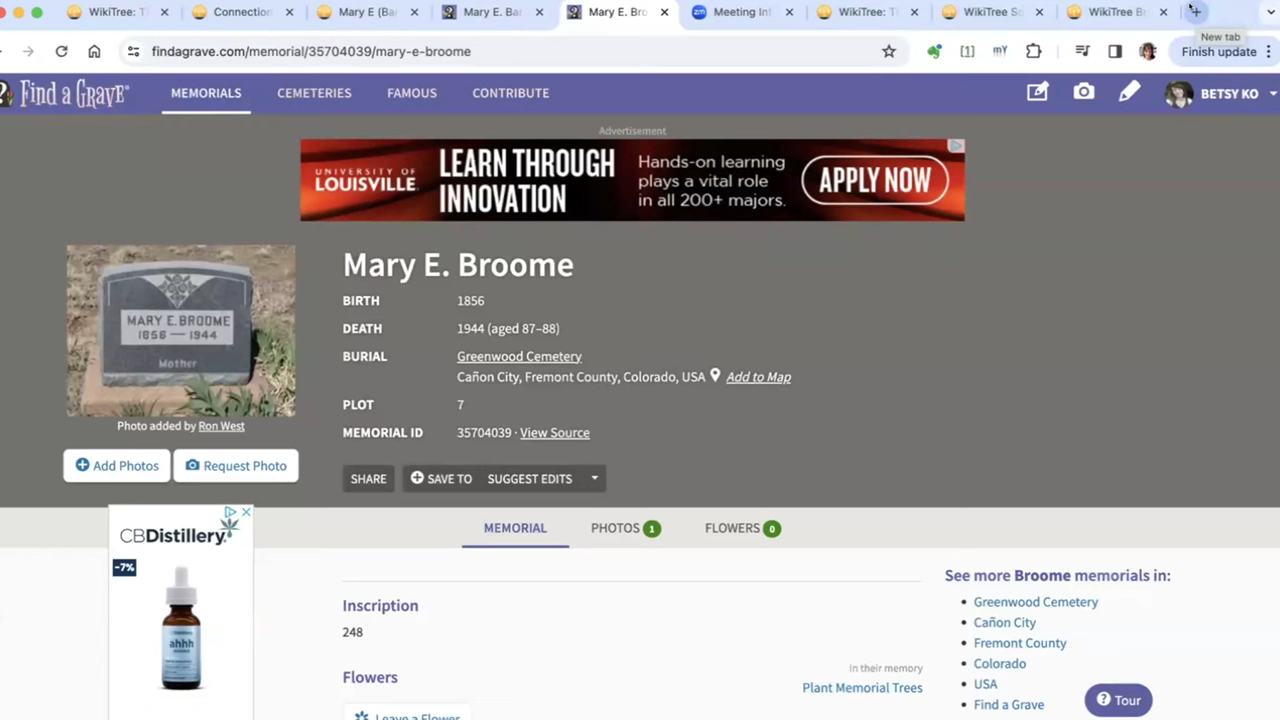 WikiTree: T
Connection
Mary E (Ba
Mary E. Bar
Mary E. Bro
Meeting Inf
WikiTree: T
WikiTree So
WikiTree B
New tab
findagrave.com/memorial/35704039/mary-e-broome
Finish update
FIND A GRAVE®
MEMORIALS
CEMETERIES
FAMOUS
CONTRIBUTE
BETSY KO
Advertisement
UNIVERSITY OF
LOUISVILLE.
LEARN THROUGH
INNOVATION
Hands-on learning
plays a vital role
in all 200+ majors.
APPLY NOW
MARY E. BROOME
1856 — 1944
Mother
Photo added by Ron West
Add Photos
Request Photo
Mary E. Broome
BIRTH 1856
DEATH 1944 (aged 87–88)
BURIAL Greenwood Cemetery
Cañon City, Fremont County, Colorado, USA Add to Map
PLOT 7
MEMORIAL ID 35704039 · View Source
SHARE
SAVE TO
SUGGEST EDITS
MEMORIAL
PHOTOS 1
FLOWERS 0
CBDistillery.
-7%
ahhh
Inscription
248
Flowers
In their memory
Plant Memorial Trees
Leave a Flower
See more Broome memorials in:
• Greenwood Cemetery
• Cañon City
• Fremont County
• Colorado
• USA
• Find a Grave
Tour